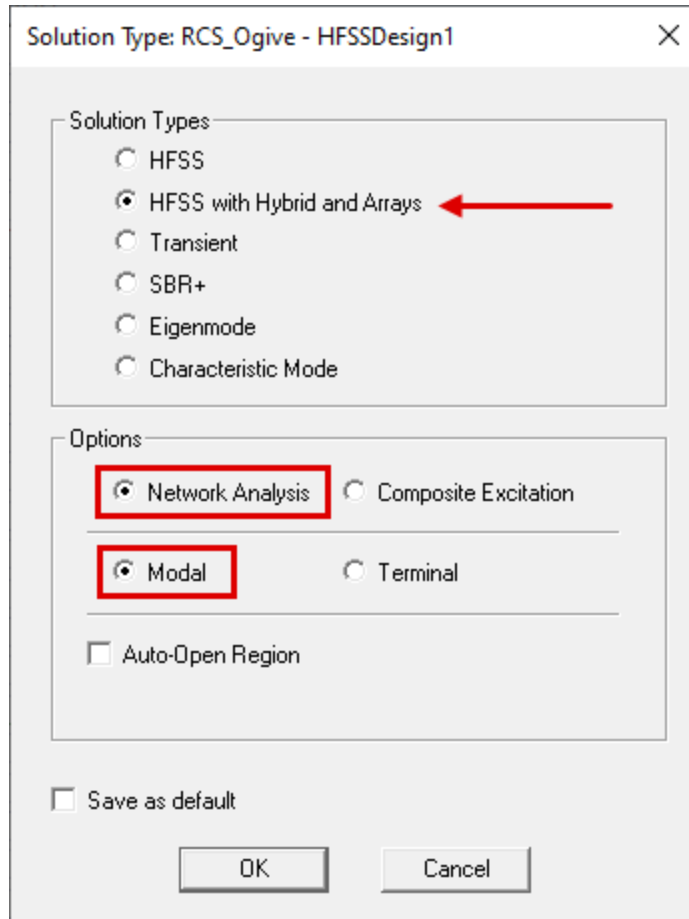 Solution Type: RCS_Ogive - HFSSDesign1
Solution Types
HFSS
HFSS with Hybrid and Arrays
Transient
SBR+
Eigenmode
Characteristic Mode
Options
Network Analysis Composite Excitation
Modal Terminal
Auto-Open Region
Save as default
OK Cancel